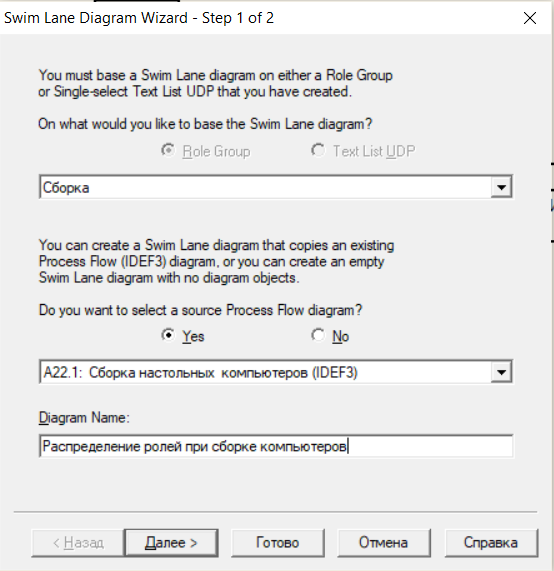 Swim Lane Diagram Wizard - Step 1 of 2
You must base a Swim Lane diagram on either a Role Group
or Single-select Text List UDP that you have created.
On what would you like to base the Swim Lane diagram?
Role Group Text List UDP
Сборка
You can create a Swim Lane diagram that copies an existing
Process Flow (IDEF3) diagram, or you can create an empty
Swim Lane diagram with no diagram objects.
Do you want to select a source Process Flow diagram?
Yes No
A22.1: Сборка настольных компьютеров (IDEF3)
Diagram Name:
Распределение ролей при сборке компьютеров
< Назад Далее > Готово Отмена Справка